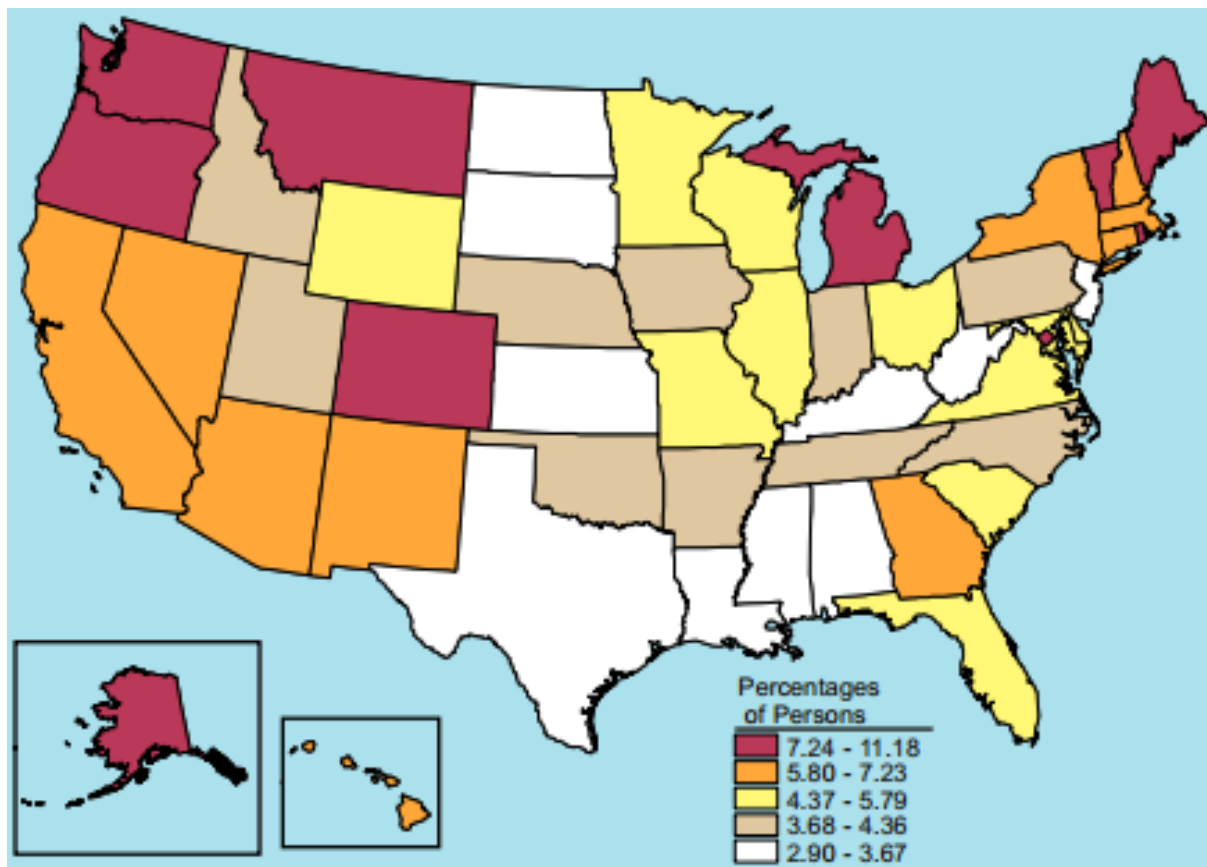 Percentages
of Persons
7.24 - 11.18
5.80 - 7.23
4.37 - 5.79
3.68 - 4.36
2.90 - 3.67